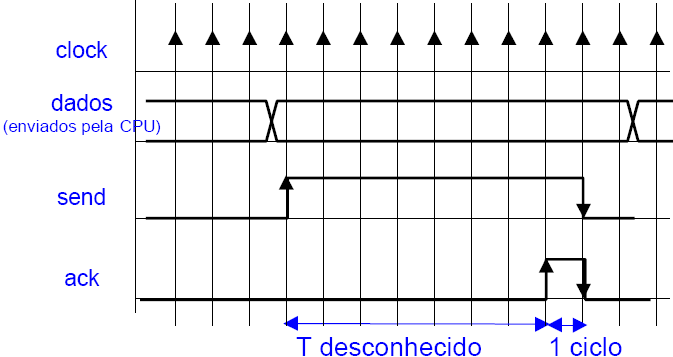 clock
dados
(enviados pela CPU)
send
ack
T desconhecido
1 ciclo